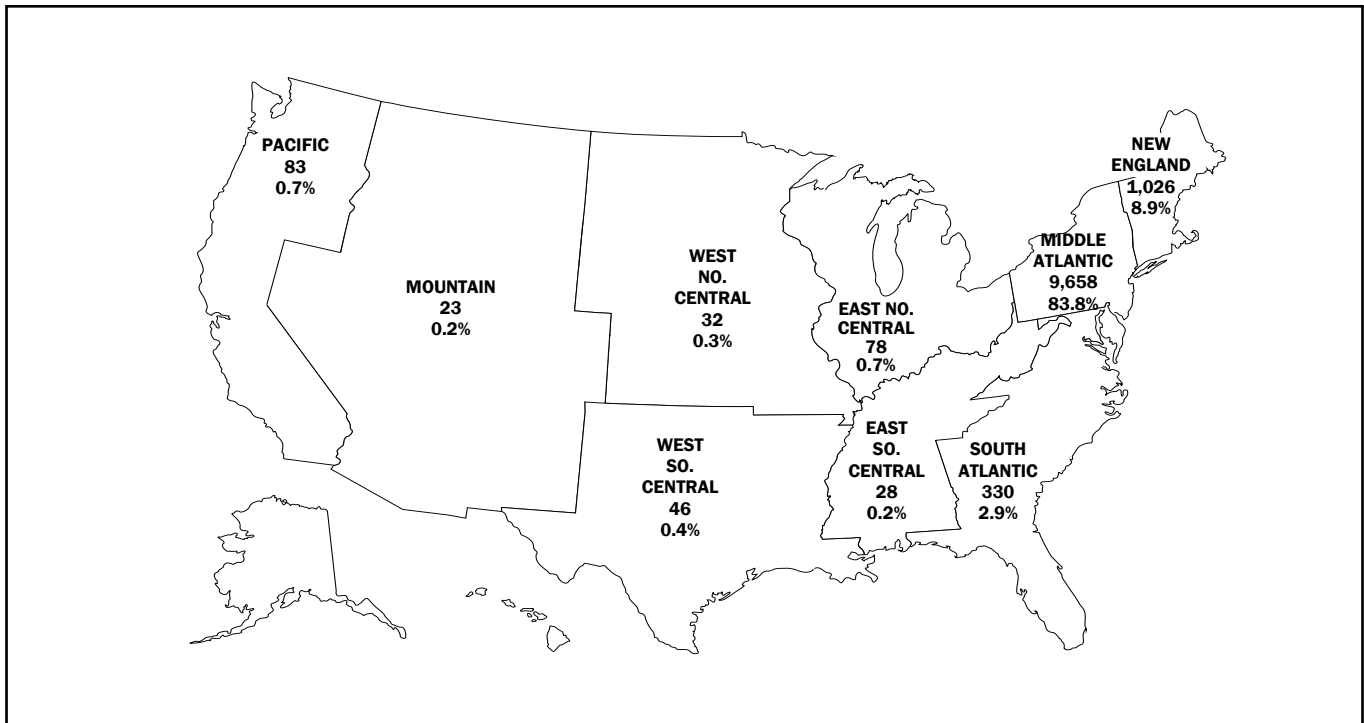 PACIFIC
83
0.7%
MOUNTAIN
23
0.2%
WEST
NO.
CENTRAL
32
0.3%
EAST NO.
CENTRAL
78
0.7%
NEW
ENGLAND
1,026
8.9%
MIDDLE
ATLANTIC
9,658
83.8%
WEST
SO.
CENTRAL
46
0.4%
EAST
SO.
CENTRAL
28
0.2%
SOUTH
ATLANTIC
330
2.9%